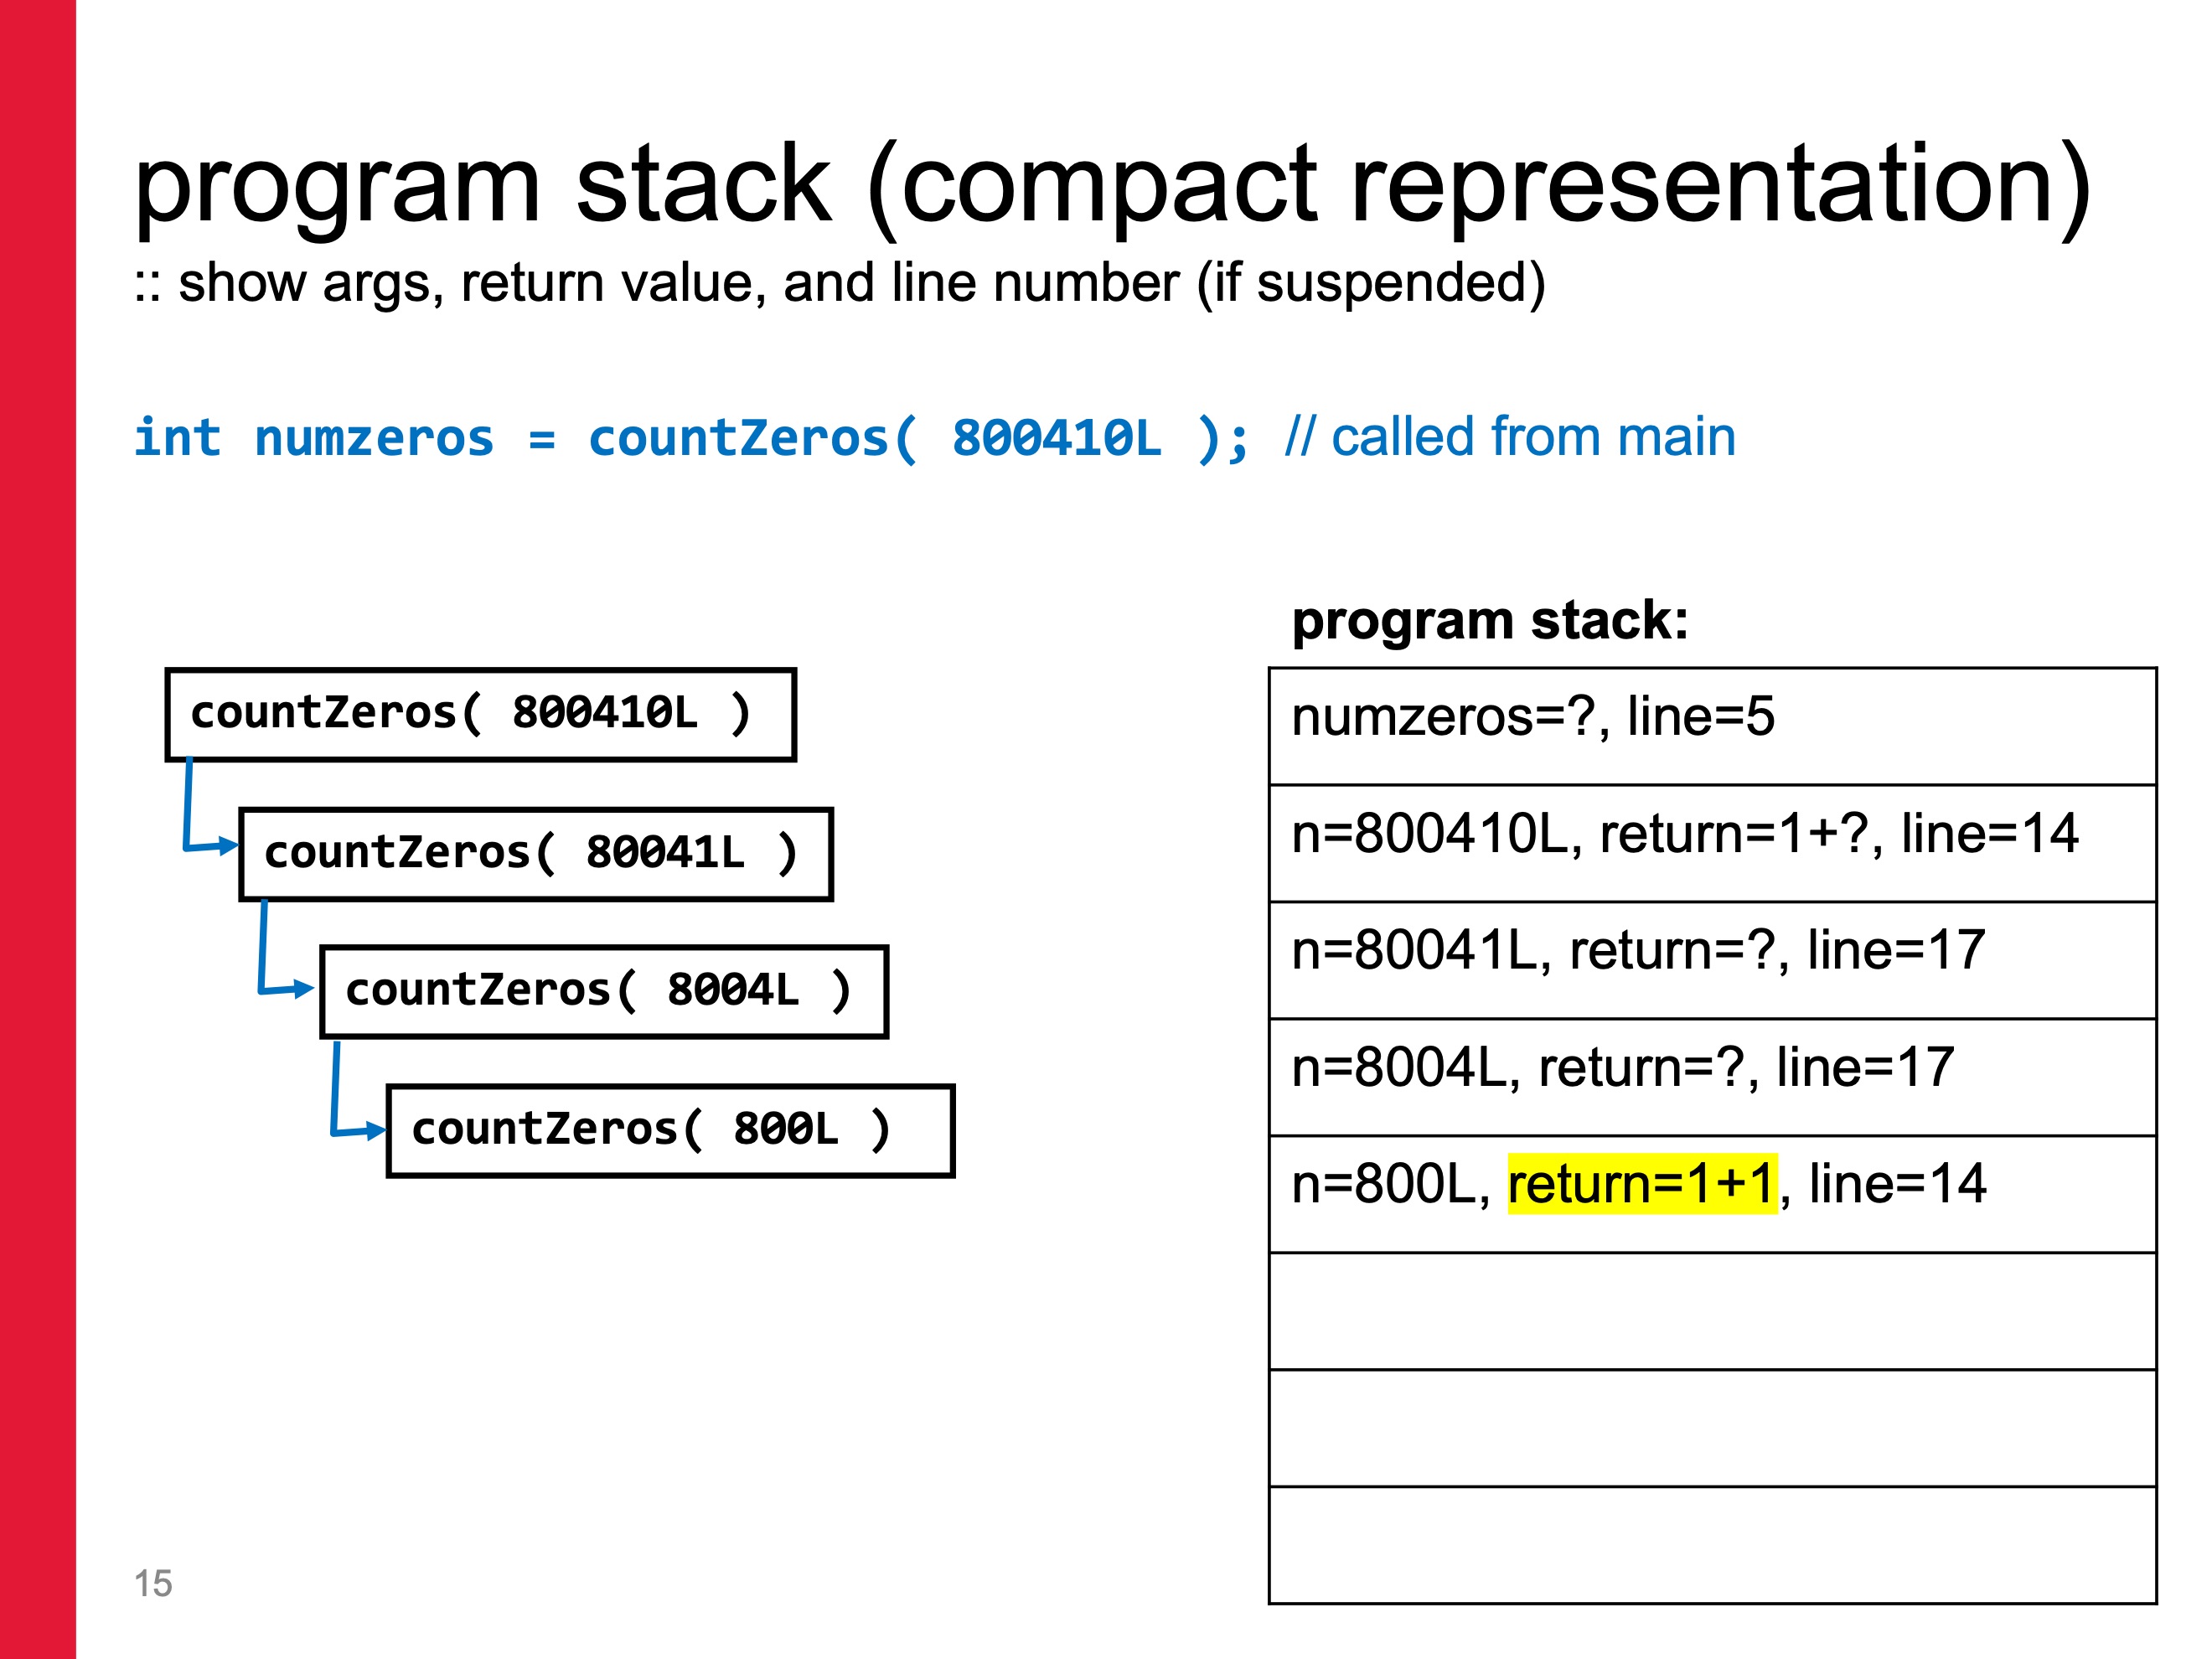 program stack (compact representation)
:: show args, return value, and line number (if suspended)
int numzeros = countZeros( 800410L ); // called from main
program stack:
countZeros( 800410L )
countZeros( 80041L )
countZeros( 8004L )
countZeros( 800L )
numzeros=?, line=5
n=800410L, return=1+?, line=14
n=80041L, return=?, line=17
n=8004L, return=?, line=17
n=800L, return=1+1, line=14
15